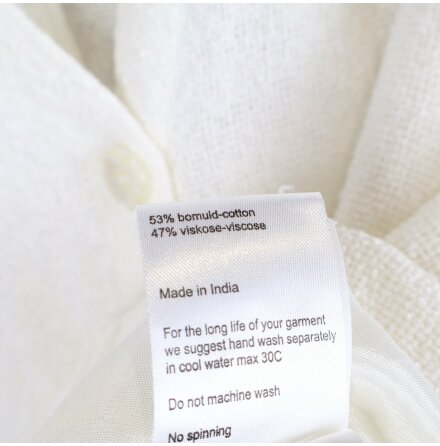 53% bomuld-cotton
47% viskose-viscose
Made in India
For the long life of your garment
we suggest hand wash separately
in cool water max 30C
Do not machine wash
No spinning